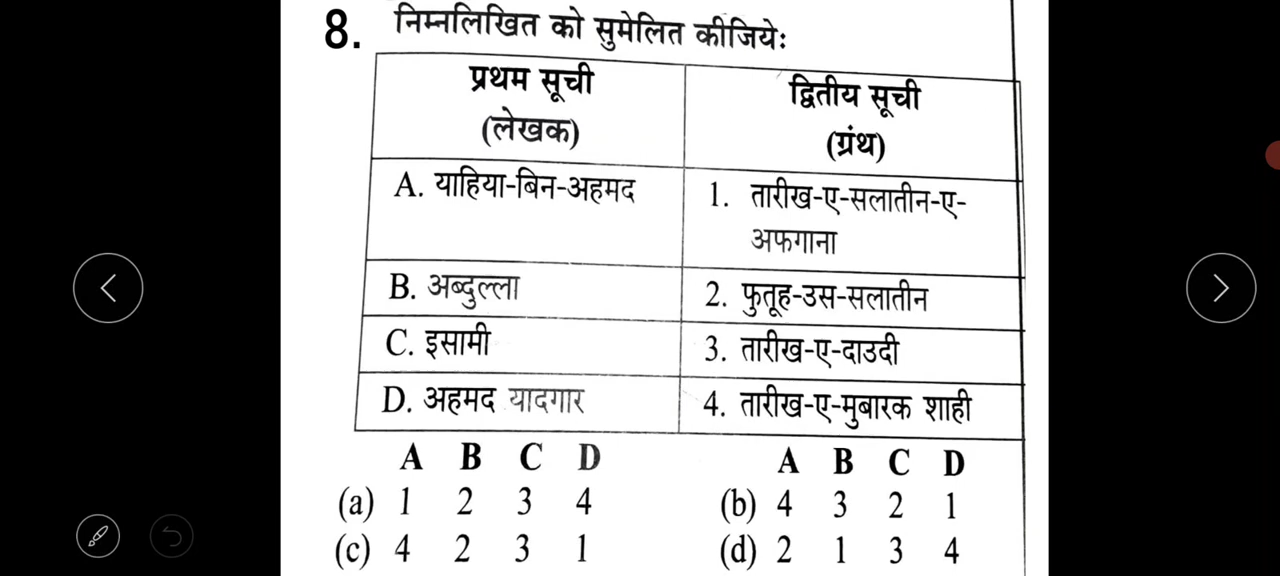 8. निम्नलिखित को सुमेलित कीजियेः
प्रथम सूची
(लेखक)
द्वितीय सूची
(ग्रंथ)
A. याहिया-बिन-अहमद
1. तारीख-ए-सलातीन-ए-
अफगाना
B. अब्दुल्ला
2. फुतूह-उस-सलातीन
C. इसामी
3. तारीख-ए-दाउदी
D. अहमद यादगार
4. तारीख-ए-मुबारक शाही
A B C D
A B C D
(a) 1 2 3 4
(b) 4 3 2 1
(c) 4 2 3 1
(d) 2 1 3 4